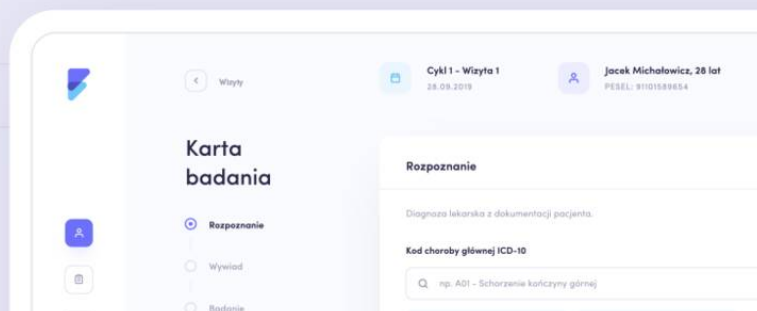 Wizyty
Cykl 1 - Wizyta 1
28.09.2019
Jacek Michałowicz, 28 lat
PESEL: 91101589654
Karta
badania
Rozpoznanie
Wywiad
Badanie
Rozpoznanie
Diagnoza lekarska z dokumentacji pacjenta.
Kod choroby głównej ICD-10
np. A01 - Schorzenie kończyny górnej